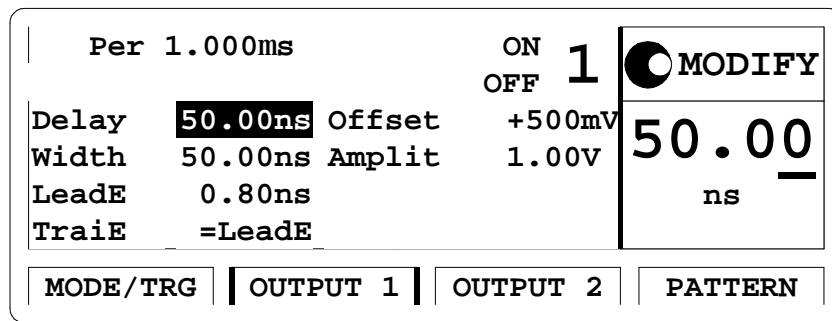 Per 1.000ms ON 1 MODIFY
OFF
Delay 50.00ns Offset +500mV 50.00
Width 50.00ns Amplit 1.00V
LeadE 0.80ns ns
TraiE =LeadE
MODE/TRG OUTPUT 1 OUTPUT 2 PATTERN